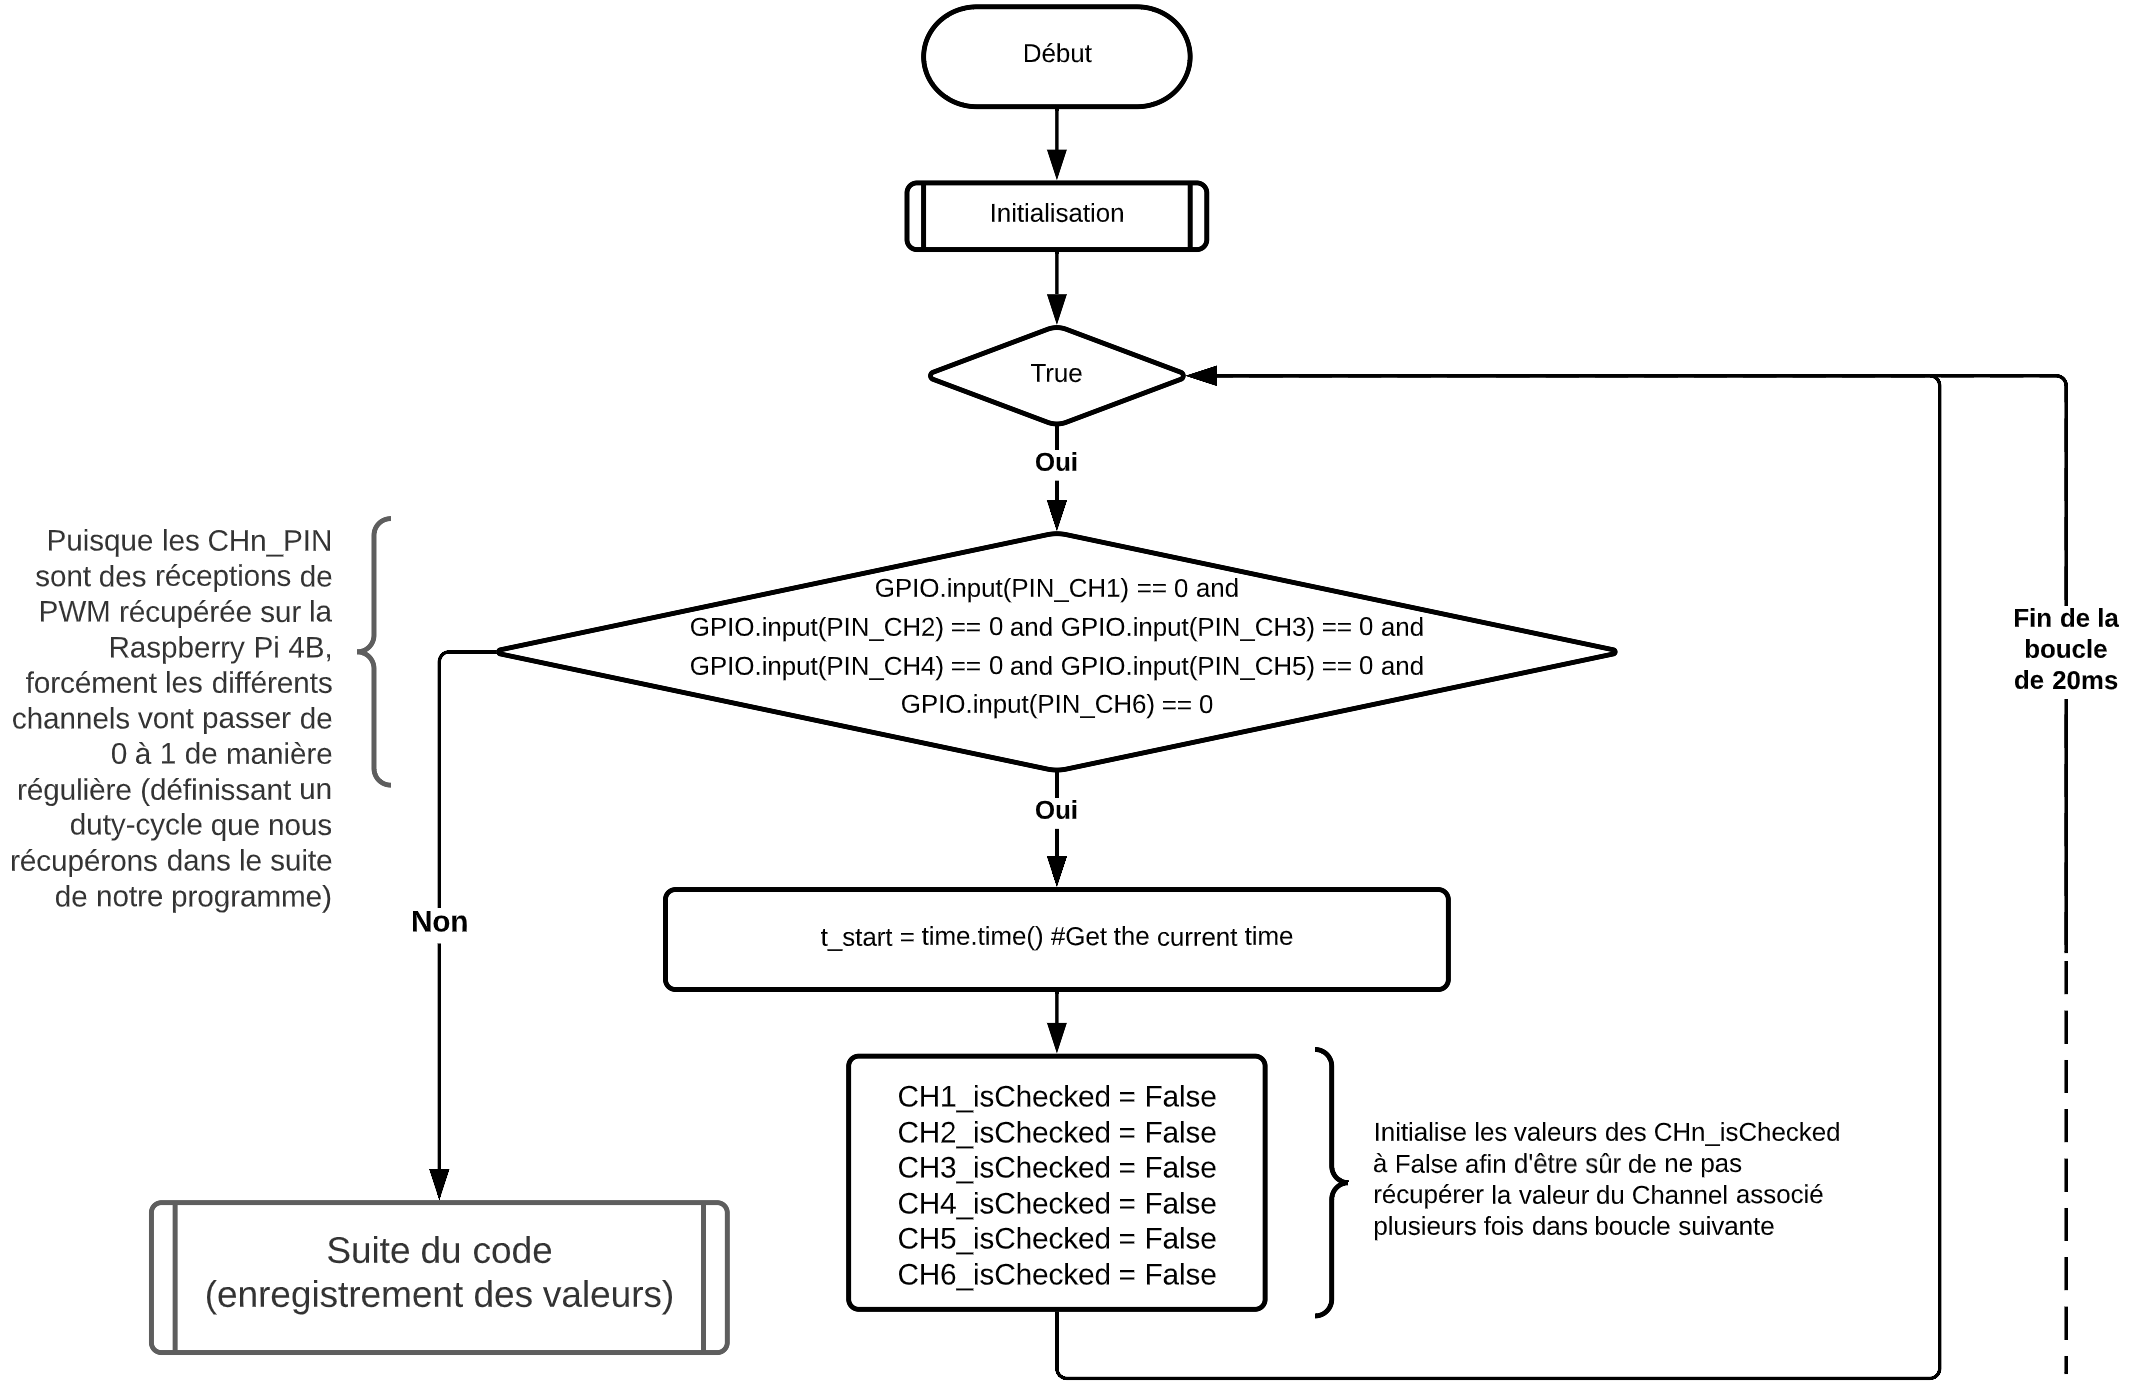 Début
Initialisation
True
Oui
Puisque les CHn_PIN
sont des réceptions de
PWM récupérée sur la
Raspberry Pi 4B,
forcément les différents
channels vont passer de
0 à 1 de manière
régulière (définissant un
duty-cycle que nous
récupérons dans le suite
de notre programme)
GPIO.input(PIN_CH1) == 0 and
GPIO.input(PIN_CH2) == 0 and GPIO.input(PIN_CH3) == 0 and
GPIO.input(PIN_CH4) == 0 and GPIO.input(PIN_CH5) == 0 and
GPIO.input(PIN_CH6) == 0
Fin de la
boucle
de 20ms
Oui
Non
t_start = time.time() #Get the current time
CH1_isChecked = False
CH2_isChecked = False
CH3_isChecked = False
CH4_isChecked = False
CH5_isChecked = False
CH6_isChecked = False
Initialise les valeurs des CHn_isChecked
à False afin d'être sûr de ne pas
récupérer la valeur du Channel associé
plusieurs fois dans boucle suivante
Suite du code
(enregistrement des valeurs)